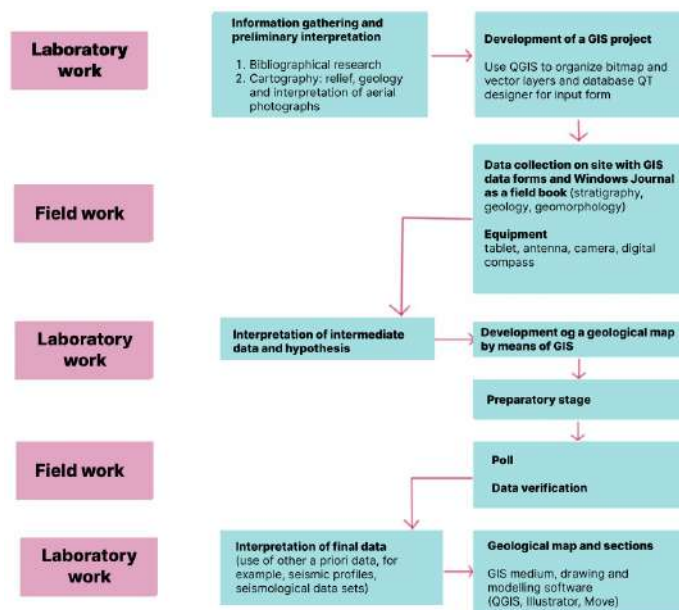 Laboratory
work
Information gathering and
preliminary interpretation
1. Bibliographical research
2. Cartography: relief, geology
and interpretation of aerial
photographs
Development of a GIS project
Use QGIS to organize bitmap and
vector layers and database QT
designer for input form
Field work
Data collection on site with GIS
data forms and Windows Journal
as a field book (stratigraphy,
geology, geomorphology)
Equipment
tablet, antenna, camera, digital
compass
Laboratory
work
Interpretation of intermediate
data and hypothesis
Development og a geological map
by means of GIS
Preparatory stage
Field work
Poll
Data verification
Laboratory
work
Interpretation of final data
(use of other a priori data, for
example, seismic profiles,
seismological data sets)
Geological map and sections
GIS medium, drawing and
modelling software
(QGIS, Illustrator, Move)